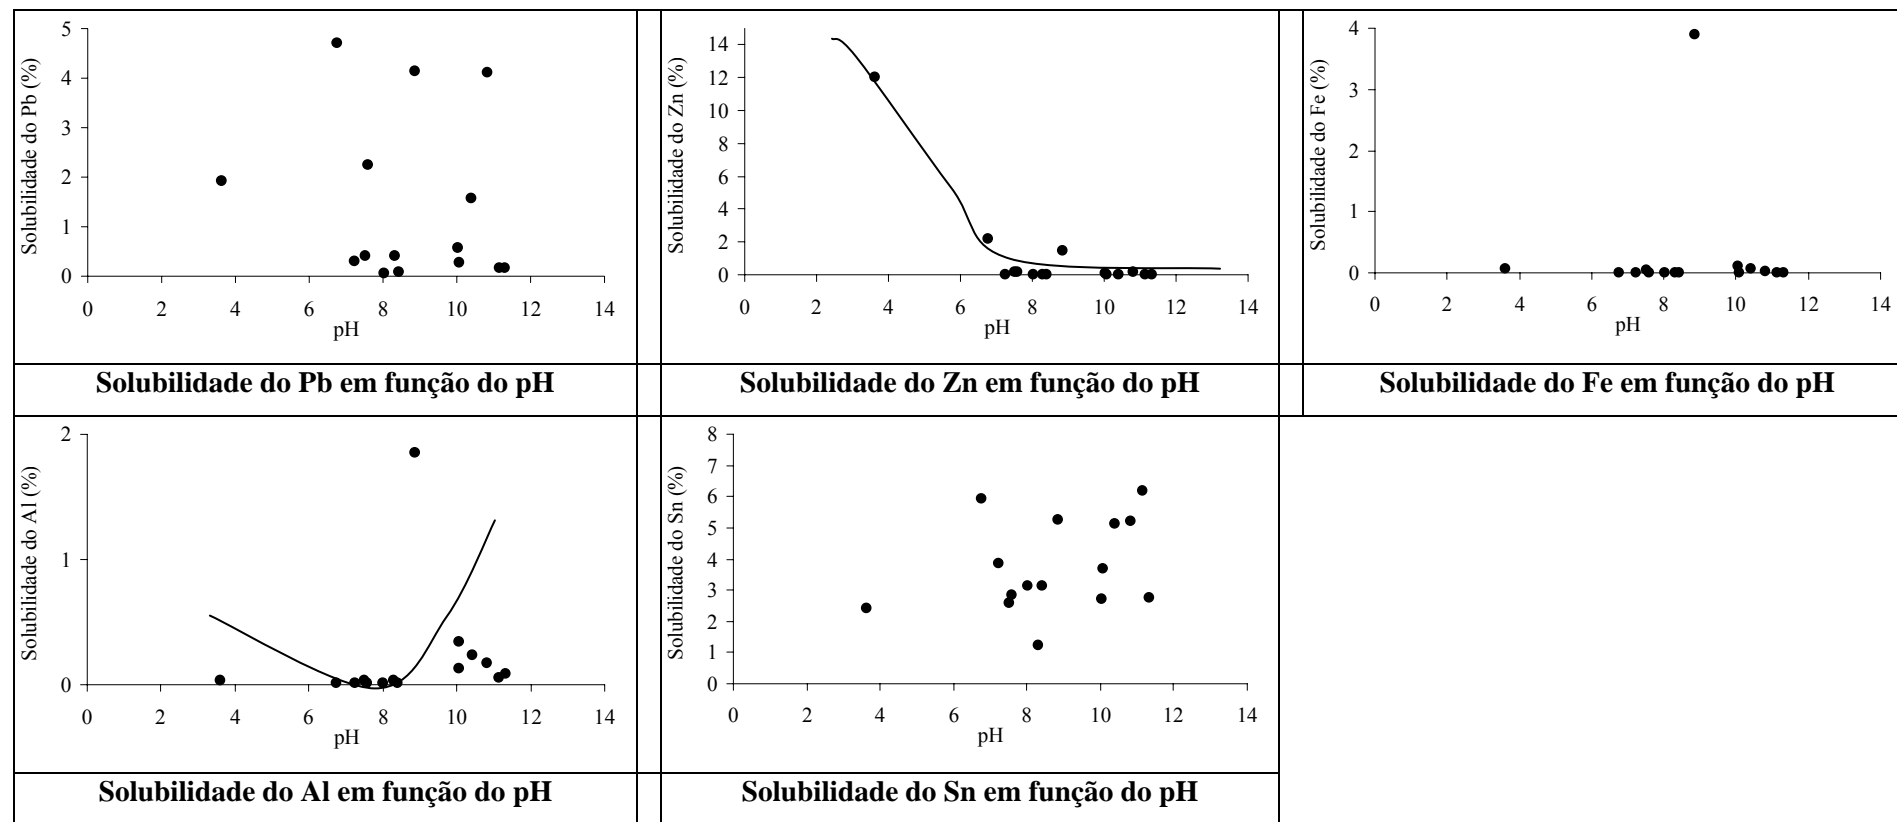 Solubilidade do Pb (%)
5
4
3
2
1
0
0 2 4 6 8 10 12 14
pH
Solubilidade do Pb em função do pH
Solubilidade do Zn (%)
14
12
10
8
6
4
2
0
0 2 4 6 8 10 12 14
pH
Solubilidade do Zn em função do pH
Solubilidade do Fe (%)
4
3
2
1
0
0 2 4 6 8 10 12 14
pH
Solubilidade do Fe em função do pH
Solubilidade do Al (%)
2
1
0
0 2 4 6 8 10 12 14
pH
Solubilidade do Al em função do pH
Solubilidade do Sn (%)
8
7
6
5
4
3
2
1
0
0 2 4 6 8 10 12 14
pH
Solubilidade do Sn em função do pH